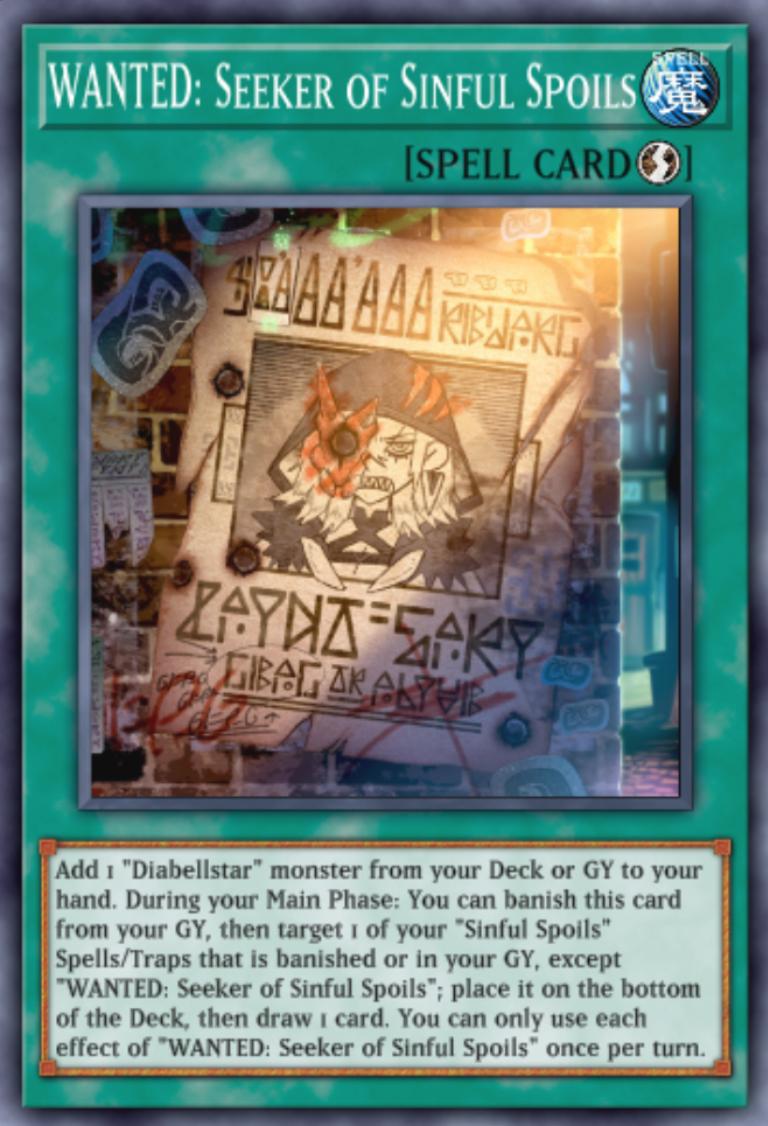 WANTED: SEEKER OF SINFUL SPOILS
SPELL
魔
[SPELL CARD]
Add 1 "Diabellstar" monster from your Deck or GY to your
hand. During your Main Phase: You can banish this card
from your GY, then target 1 of your "Sinful Spoils"
Spells/Traps that is banished or in your GY, except
"WANTED: Seeker of Sinful Spoils"; place it on the bottom
of the Deck, then draw 1 card. You can only use each
effect of "WANTED: Seeker of Sinful Spoils" once per turn.